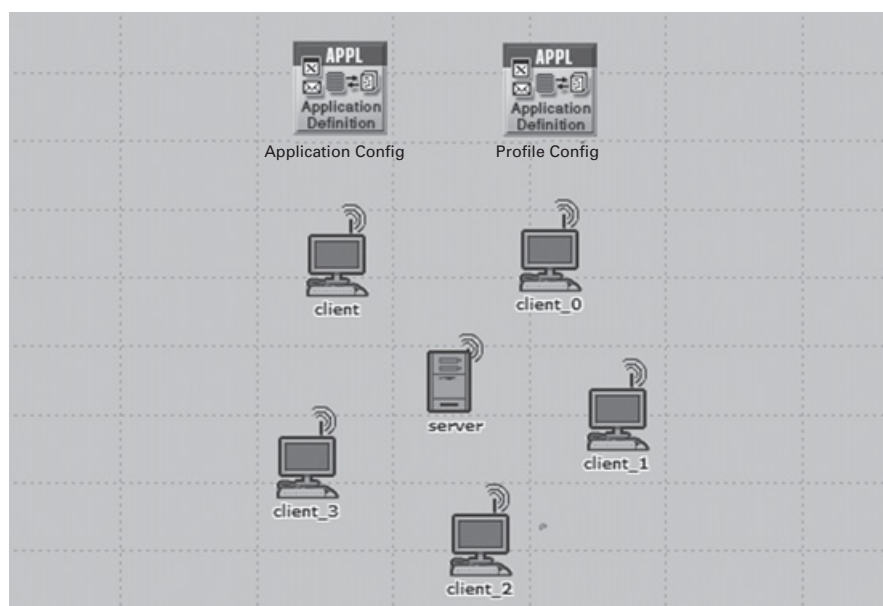 APPL
Application
Definition
Application Config
APPL
Application
Definition
Profile Config
client
client_0
server
client_1
client_3
client_2